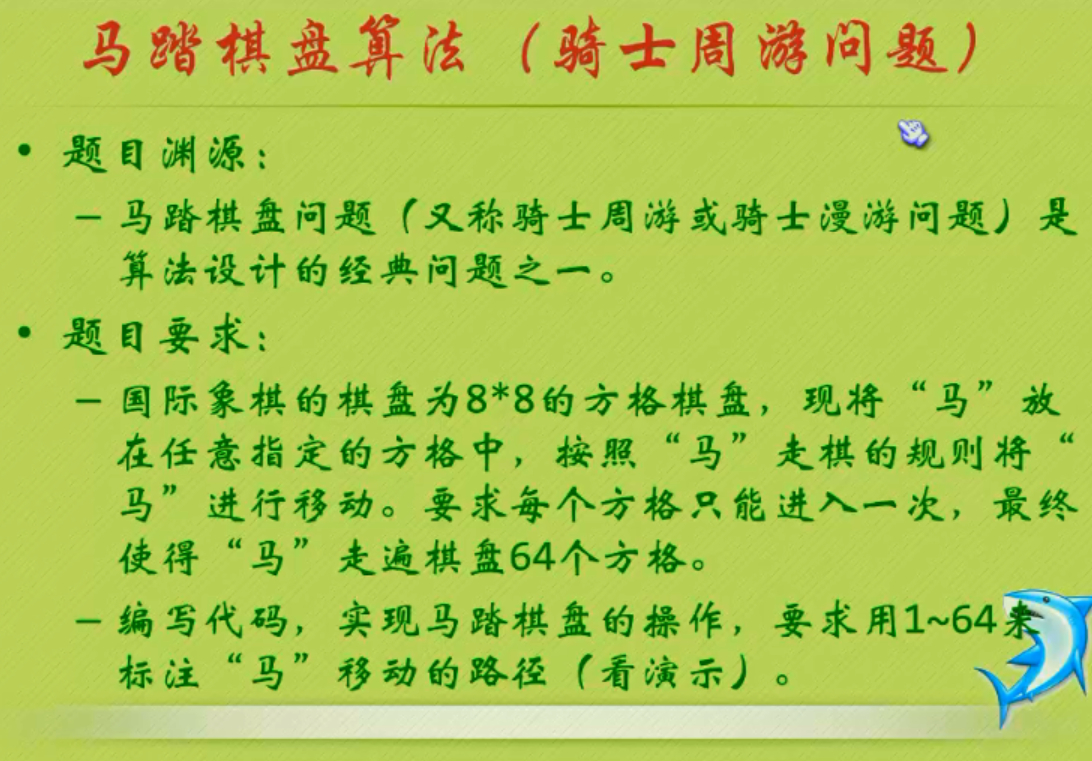 马踏棋盘算法（骑士周游问题）
• 题目渊源：
– 马踏棋盘问题（又称骑士周游或骑士漫游问题）是
算法设计的经典问题之一。
• 题目要求：
– 国际象棋的棋盘为8*8的方格棋盘，现将“马”放
在任意指定的方格中，按照“马”走棋的规则将“
马”进行移动。要求每个方格只能进入一次，最终
使得“马”走遍棋盘64个方格。
– 编写代码，实现马踏棋盘的操作，要求用1~64来
标注“马”移动的路径（看演示）。